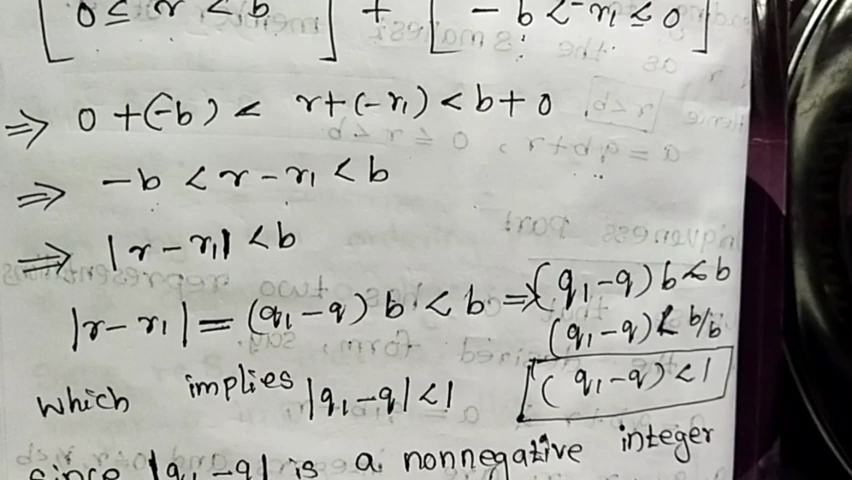 [0 ≤ r < b] + [-b < -r₁ ≤ 0]
⇒ 0 + (-b) < r + (-r₁) < b + 0
⇒ -b < r - r₁ < b
⇒ |r - r₁| < b
|r - r₁| = (q₁ - q) b < b ⇒ (q₁ - q) b < b
(q₁ - q) < b/b
(q₁ - q) < 1
which implies |q₁ - q| < 1
since |q₁ - q| is a nonnegative integer